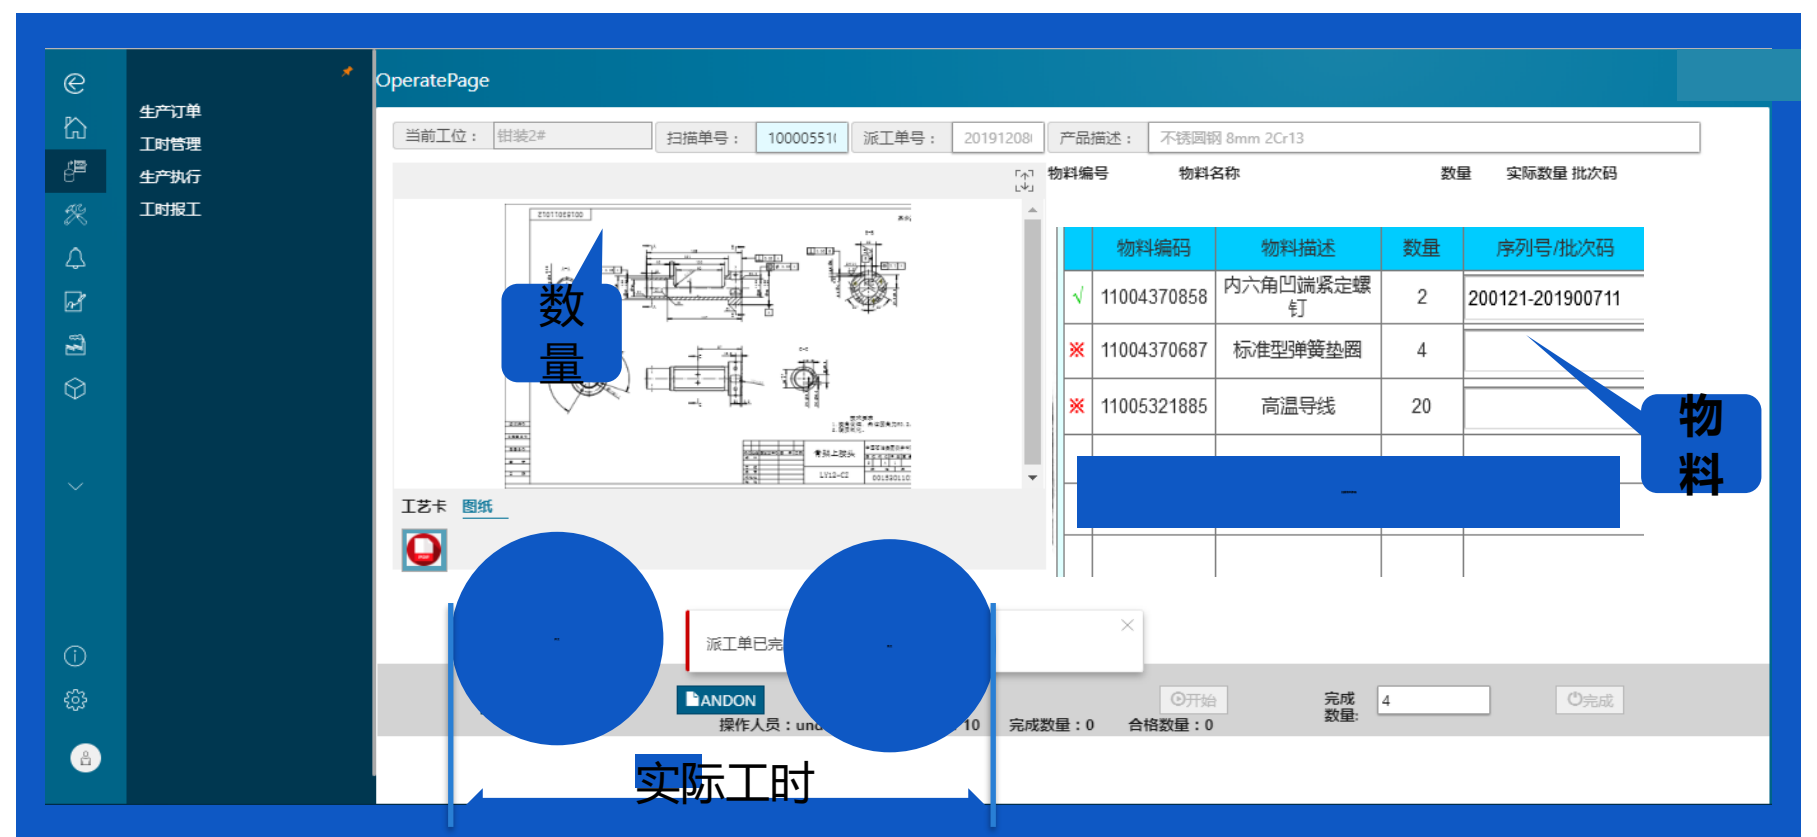 OperatePage
生产订单
工时管理
生产执行
工时报工
当前工位： 钳装2# 扫描单号： 10000551( 派工单号： 20191208 产品描述： 不锈圆钢 8mm 2Cr13
物料编号 物料名称 数量 实际数量 批次码
物料编码 物料描述 数量 序列号/批次码
√ 11004370858 内六角凹端紧定螺钉 2 200121-201900711
※ 11004370687 标准型弹簧垫圈 4
※ 11005321885 高温导线 20
数
量
物
料
LY12-CZ
工艺卡 图纸
派工单已完
ANDON
开始
完成
数量:
4
完成
操作人员：und
10 完成数量：0 合格数量：0
实际工时